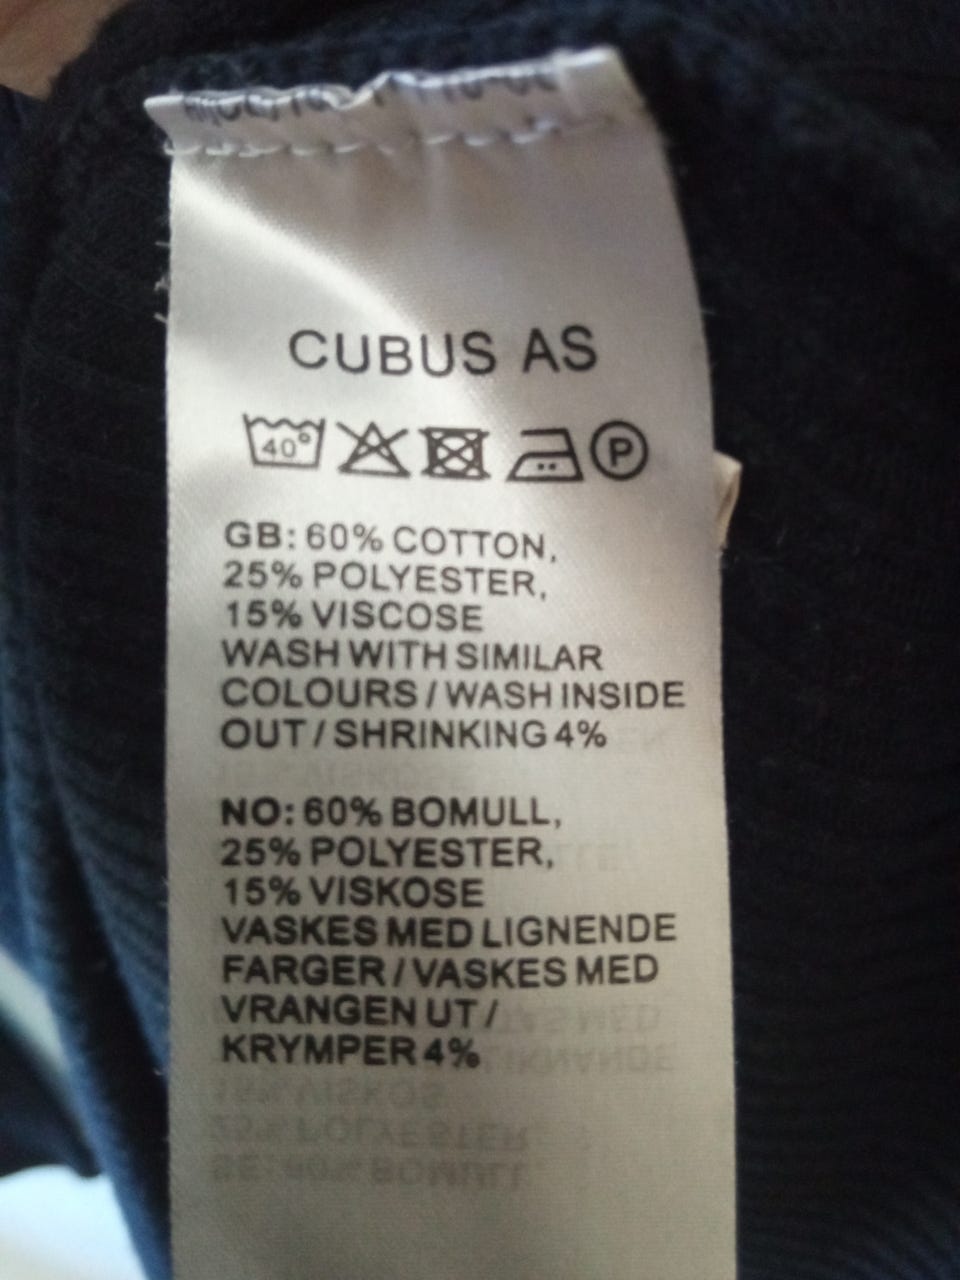 CUBUS AS
40°
P
GB: 60% COTTON,
25% POLYESTER,
15% VISCOSE
WASH WITH SIMILAR
COLOURS / WASH INSIDE
OUT / SHRINKING 4%
NO: 60% BOMULL,
25% POLYESTER,
15% VISKOSE
VASKES MED LIGNENDE
FARGER / VASKES MED
VRANGEN UT /
KRYMPER 4%